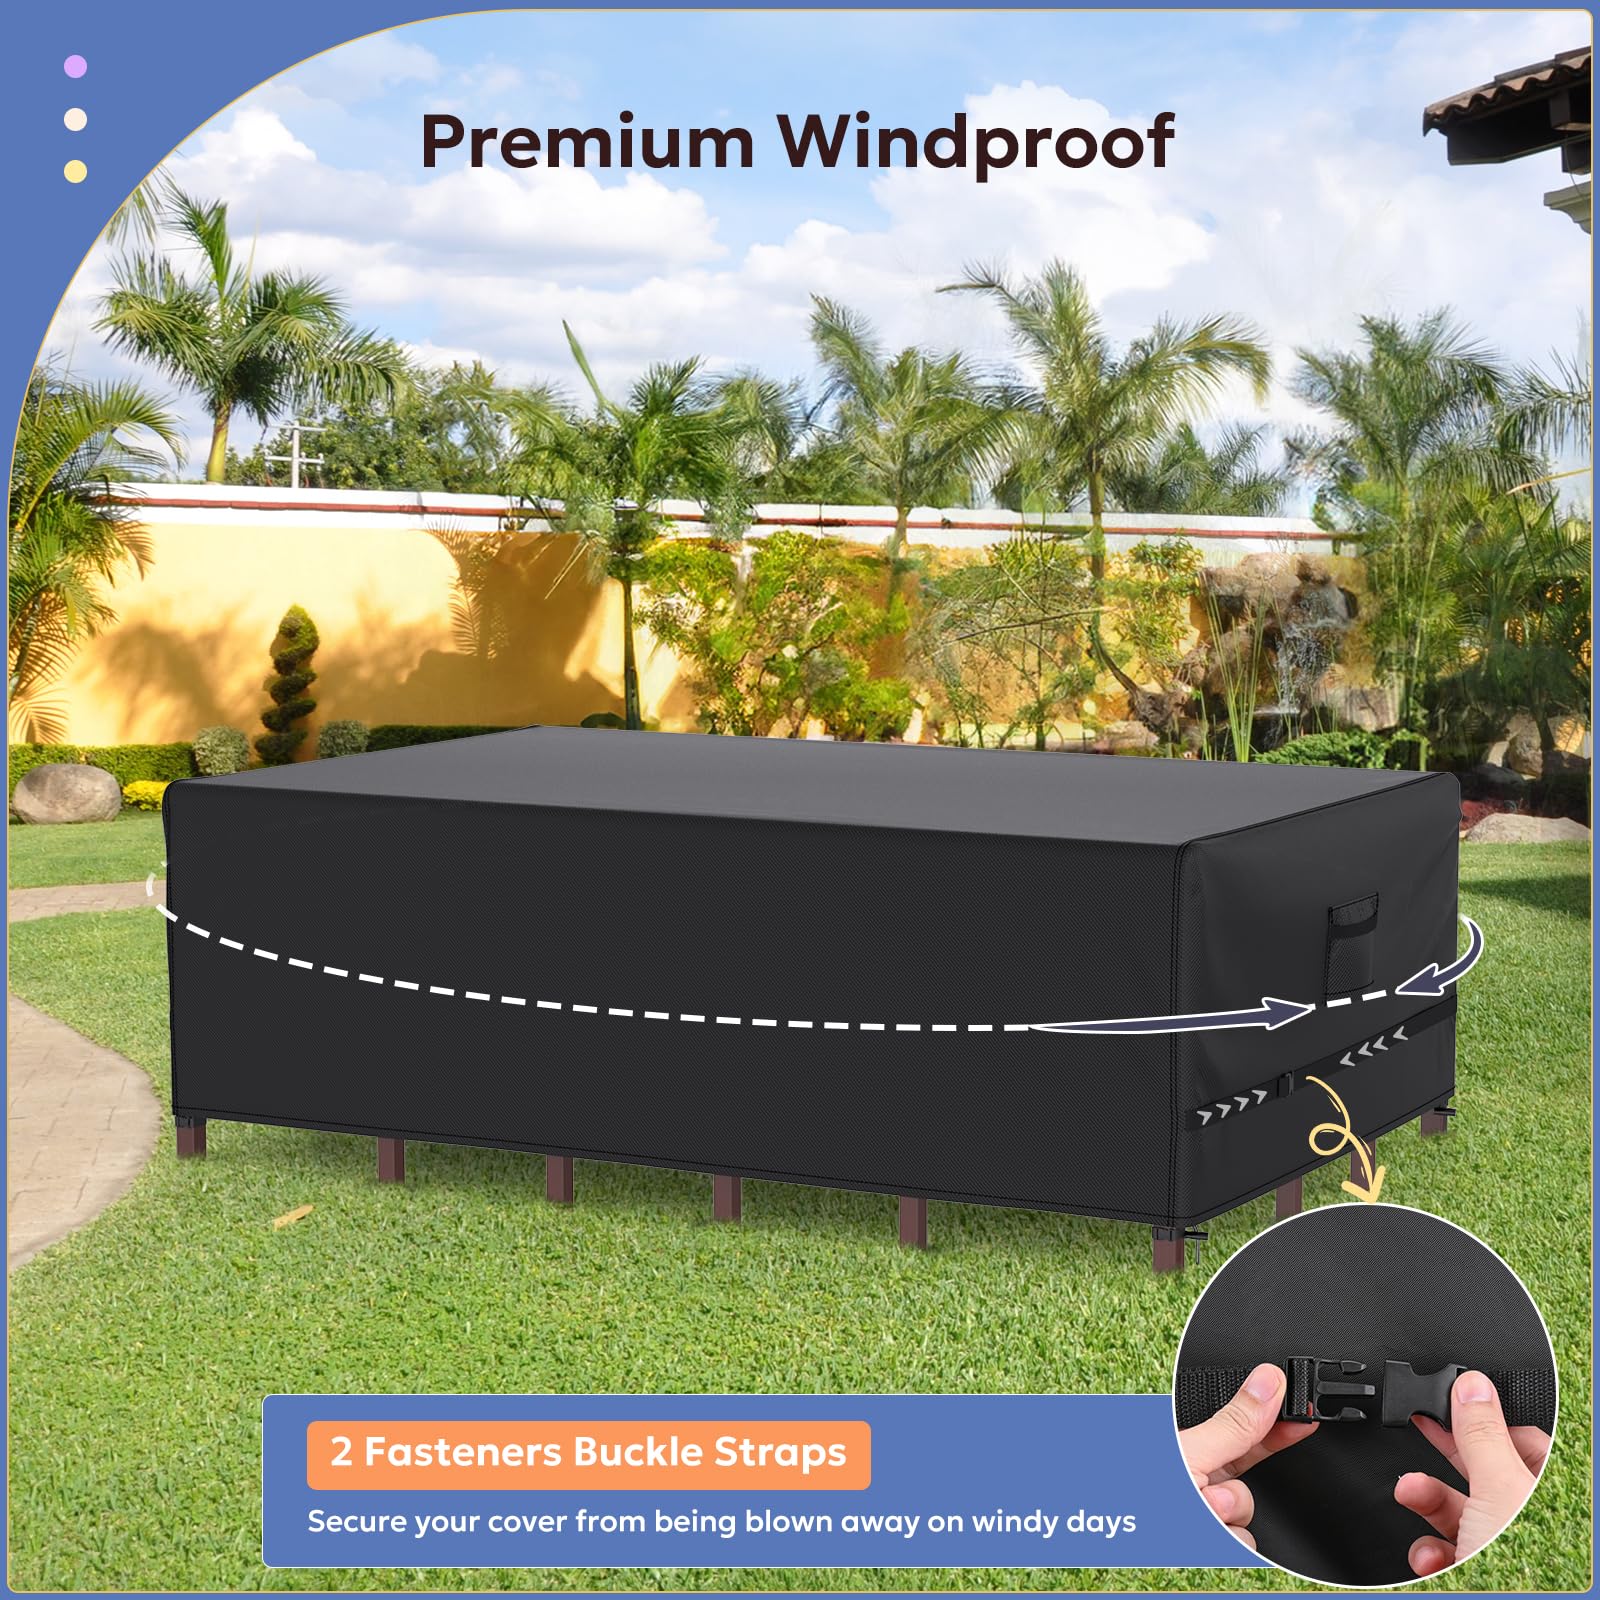 Premium Windproof
2 Fasteners Buckle Straps
Secure your cover from being blown away on windy days